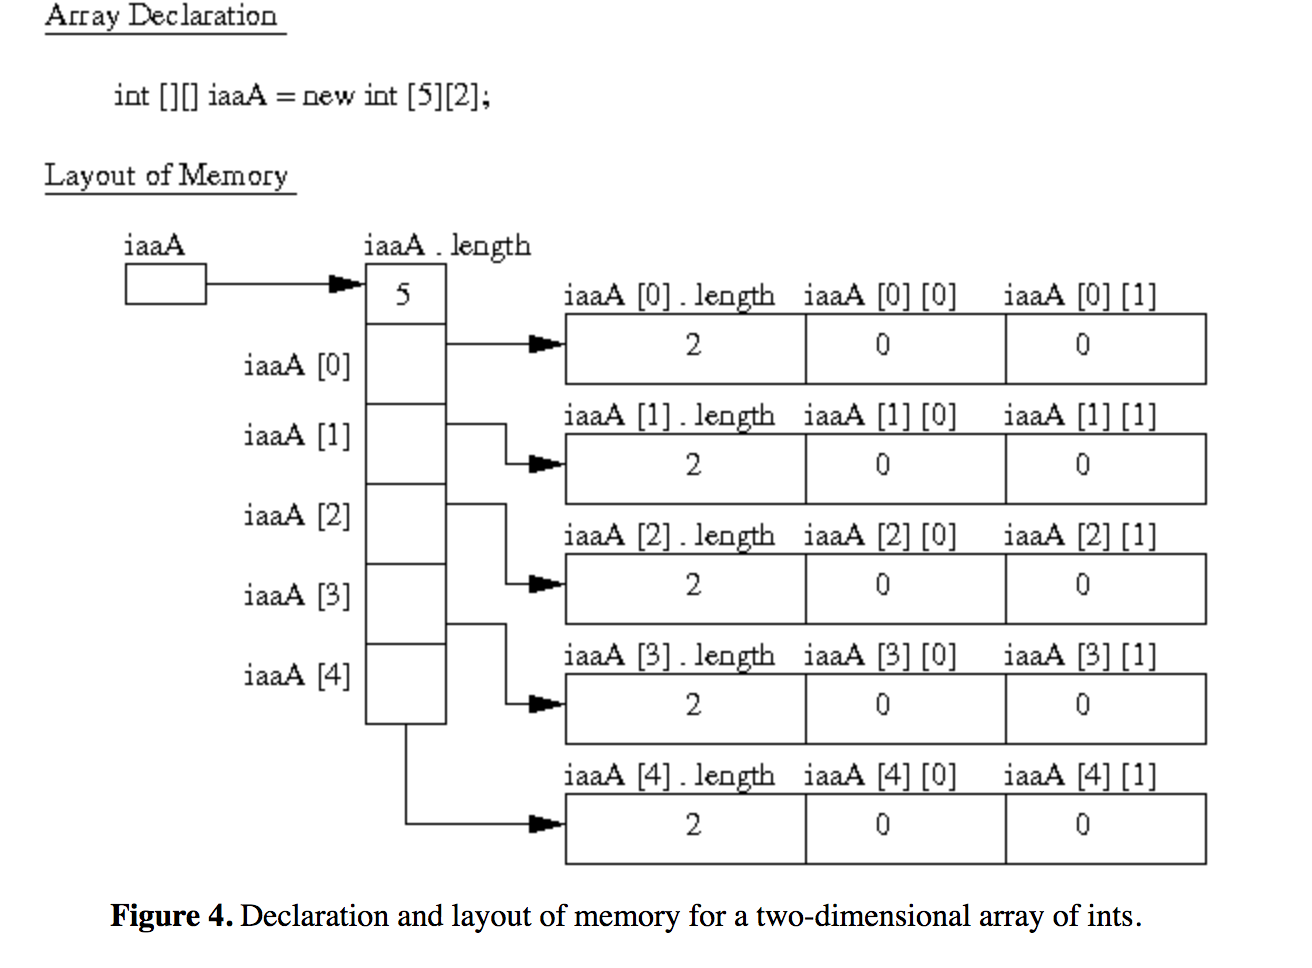 Array Declaration
int [][] iaaA = new int [5][2];
Layout of Memory
iaaA
iaaA . length
5
iaaA [0] . length iaaA [0] [0] iaaA [0] [1]
2 0 0
iaaA [0]
iaaA [1] . length iaaA [1] [0] iaaA [1] [1]
iaaA [1]
2 0 0
iaaA [2]
iaaA [2] . length iaaA [2] [0] iaaA [2] [1]
2 0 0
iaaA [3]
iaaA [3] . length iaaA [3] [0] iaaA [3] [1]
iaaA [4]
2 0 0
iaaA [4] . length iaaA [4] [0] iaaA [4] [1]
2 0 0
Figure 4. Declaration and layout of memory for a two-dimensional array of ints.